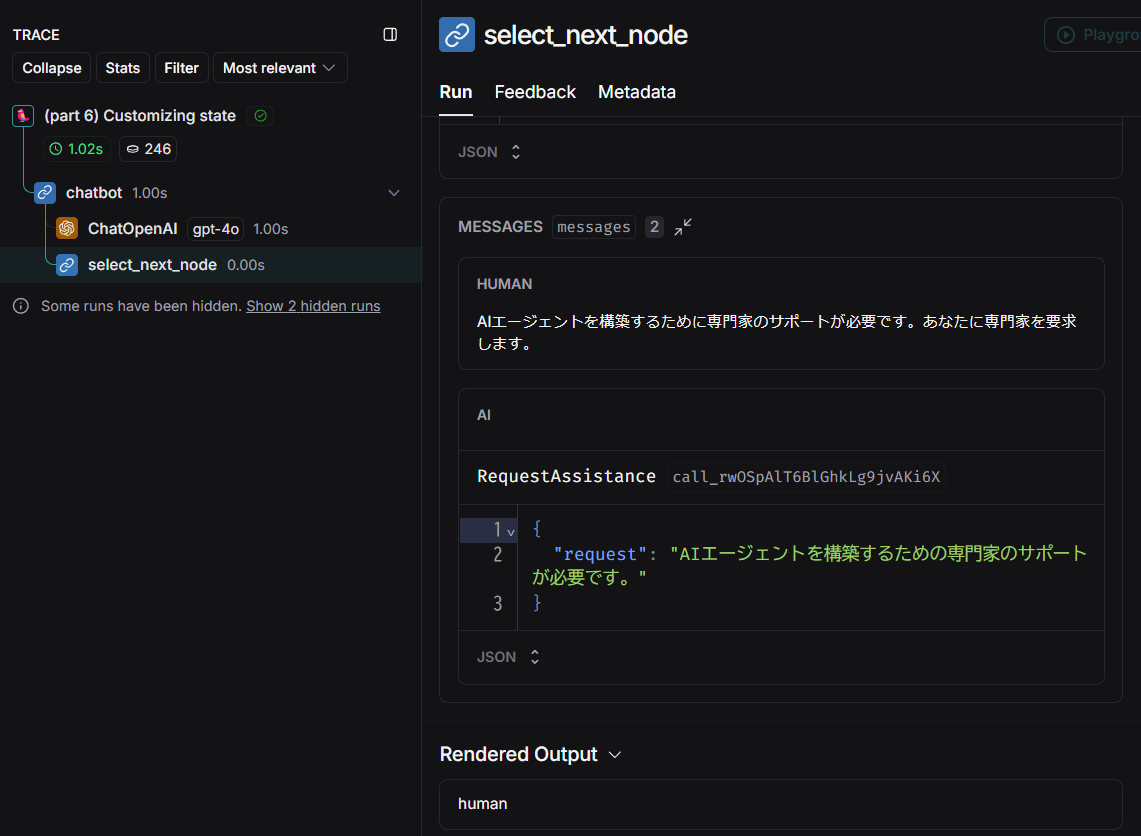 TRACE
Collapse
Stats
Filter
Most relevant
(part 6) Customizing state
1.02s
246
chatbot 1.00s
ChatOpenAI gpt-4o 1.00s
select_next_node 0.00s
Some runs have been hidden. Show 2 hidden runs
select_next_node
Run
Feedback
Metadata
JSON
MESSAGES messages 2
HUMAN
AIエージェントを構築するために専門家のサポートが必要です。あなたに専門家を要求
します。
AI
RequestAssistance call_rwOSpAlT6BlGhkLg9jvAKi6X
1 {
2 "request": "AIエージェントを構築するための専門家のサポート
が必要です。"
3 }
JSON
Rendered Output
human